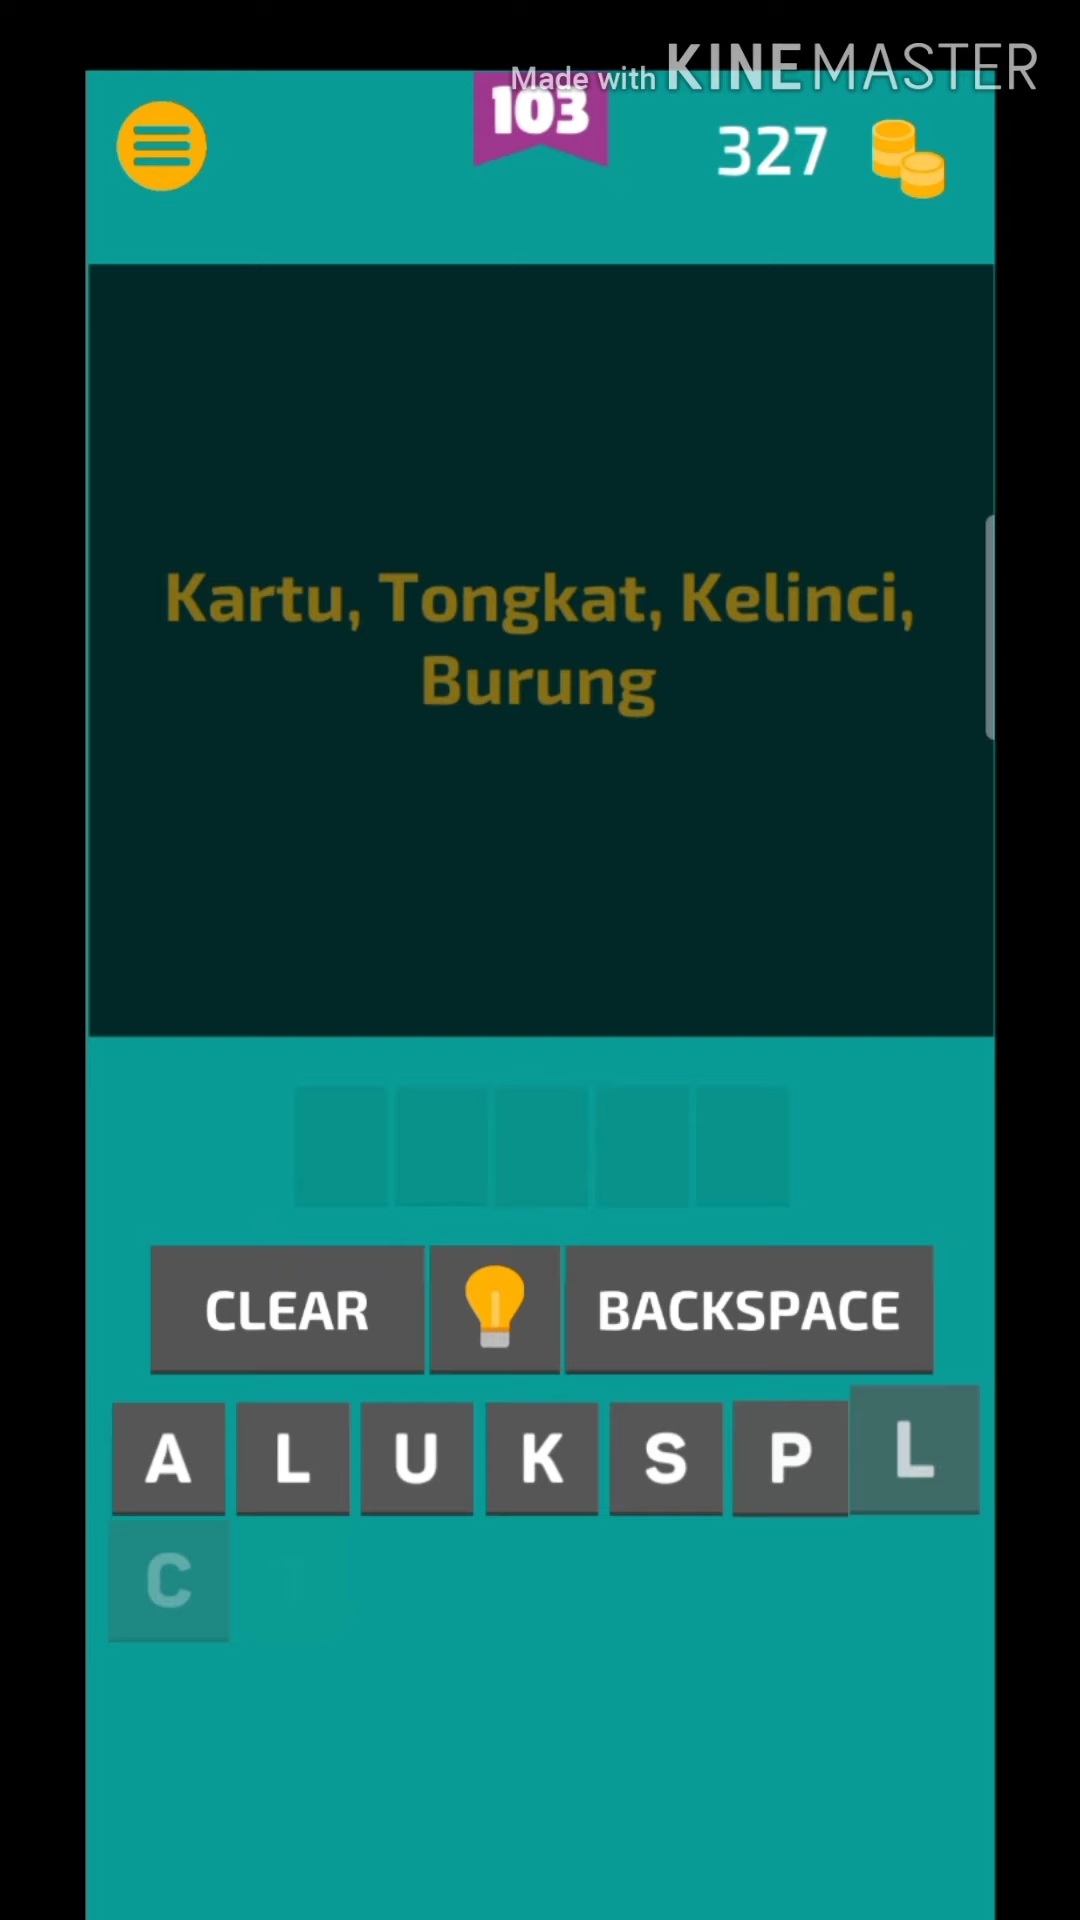 Made with KINEMASTER
103
327
Kartu, Tongkat, Kelinci,
Burung
CLEAR BACKSPACE
A L U K S P L
C